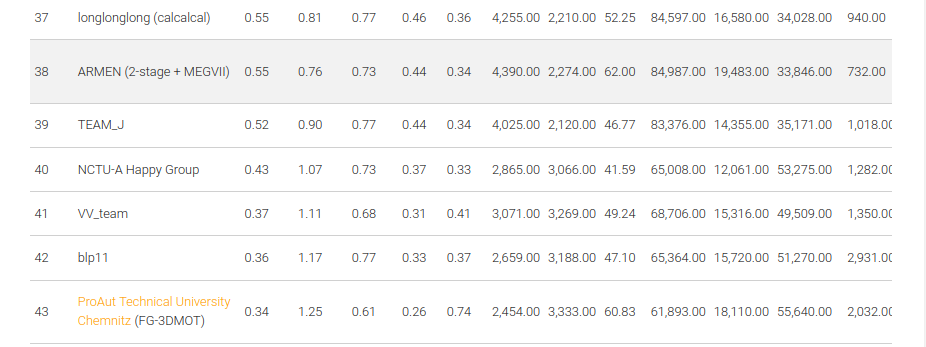 37 longlonglong (calcalcal) 0.55 0.81 0.77 0.46 0.36 4,255.00 2,210.00 52.25 84,597.00 16,580.00 34,028.00 940.00
38 ARMEN (2-stage + MEGVII) 0.55 0.76 0.73 0.44 0.34 4,390.00 2,274.00 62.00 84,987.00 19,483.00 33,846.00 732.00
39 TEAM_J 0.52 0.90 0.77 0.44 0.34 4,025.00 2,120.00 46.77 83,376.00 14,355.00 35,171.00 1,018.00
40 NCTU-A Happy Group 0.43 1.07 0.73 0.37 0.33 2,865.00 3,066.00 41.59 65,008.00 12,061.00 53,275.00 1,282.00
41 VV_team 0.37 1.11 0.68 0.31 0.41 3,071.00 3,269.00 49.24 68,706.00 15,316.00 49,509.00 1,350.00
42 blp11 0.36 1.17 0.77 0.33 0.37 2,659.00 3,188.00 47.10 65,364.00 15,720.00 51,270.00 2,931.00
43 ProAut Technical University
Chemnitz (FG-3DMOT) 0.34 1.25 0.61 0.26 0.74 2,454.00 3,333.00 60.83 61,893.00 18,110.00 55,640.00 2,032.00